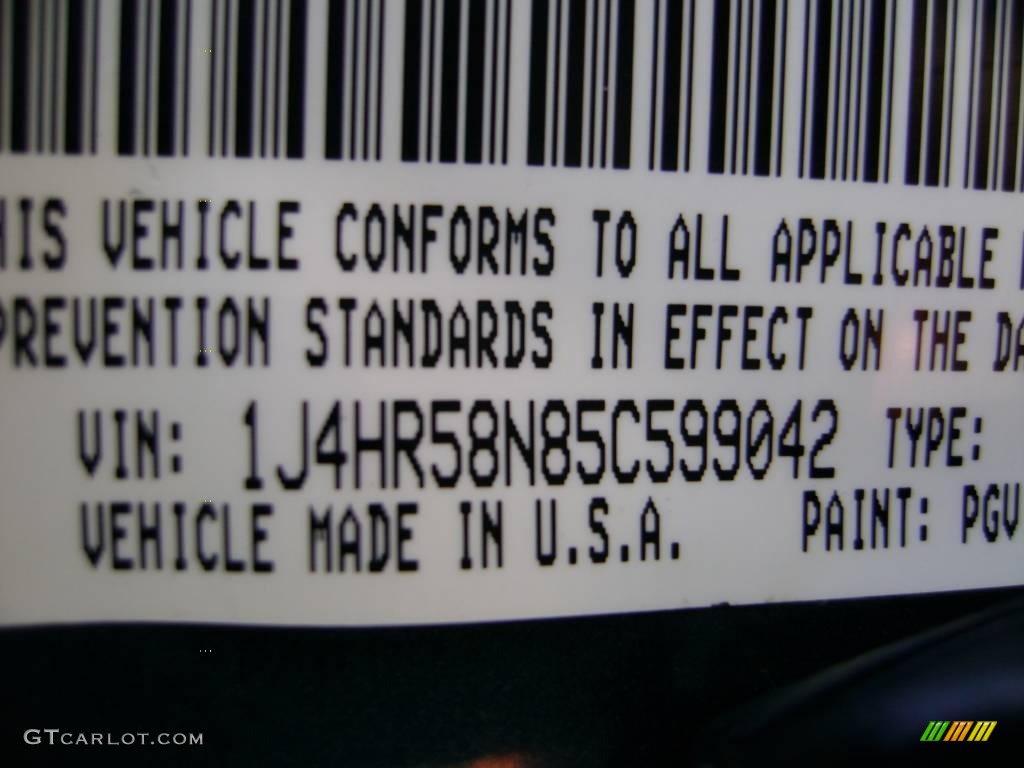 HIS VEHICLE CONFORMS TO ALL APPLICABLE
PREVENTION STANDARDS IN EFFECT ON THE DA
VIN: 1J4HR58N85C599042 TYPE:
VEHICLE MADE IN U.S.A. PAINT: PGV
GTCARLOT.COM